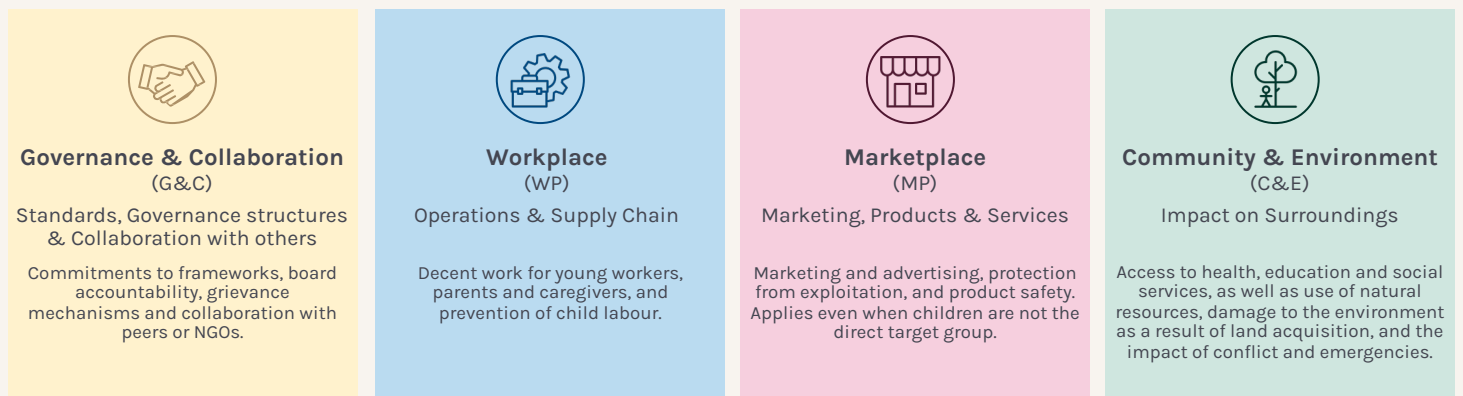 Governance & Collaboration
(G&C)
Standards, Governance structures
& Collaboration with others
Commitments to frameworks, board
accountability, grievance
mechanisms and collaboration with
peers or NGOs.
Workplace
(WP)
Operations & Supply Chain
Decent work for young workers,
parents and caregivers, and
prevention of child labour.
Marketplace
(MP)
Marketing, Products & Services
Marketing and advertising, protection
from exploitation, and product safety.
Applies even when children are not the
direct target group.
Community & Environment
(C&E)
Impact on Surroundings
Access to health, education and social
services, as well as use of natural
resources, damage to the environment
as a result of land acquisition, and the
impact of conflict and emergencies.